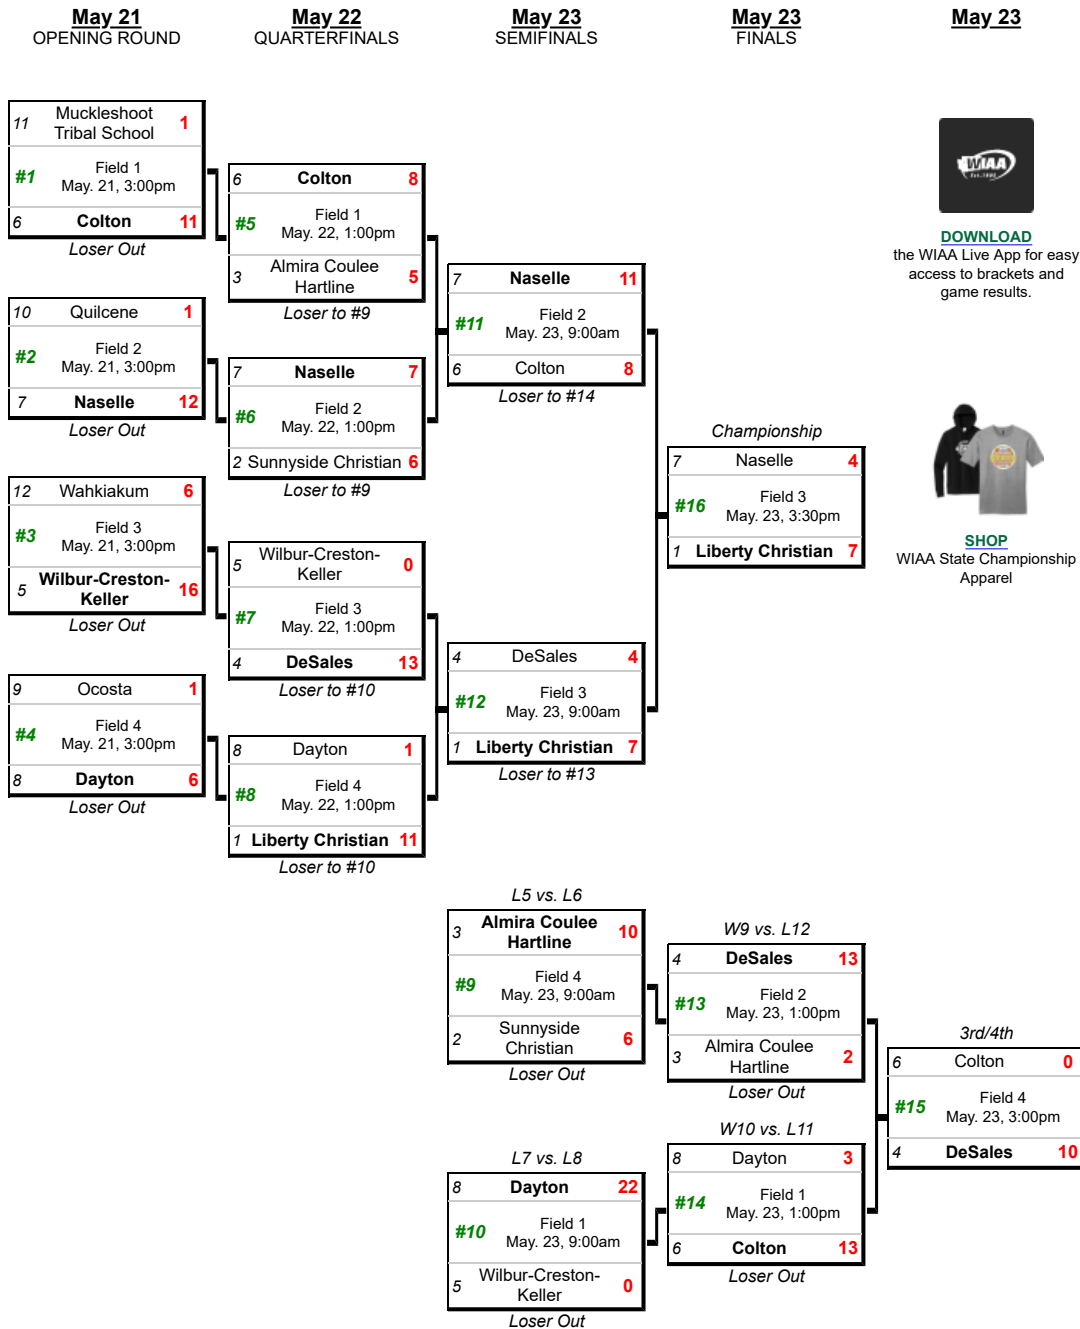 May 21
OPENING ROUND
May 22
QUARTERFINALS
May 23
SEMIFINALS
May 23
FINALS
May 23
11 Muckleshoot Tribal School 1
#1 Field 1
May. 21, 3:00pm
6 Colton 11
Loser Out
10 Quilcene 1
#2 Field 2
May. 21, 3:00pm
7 Naselle 12
Loser Out
12 Wahkiakum 6
#3 Field 3
May. 21, 3:00pm
5 Wilbur-Creston-Keller 16
Loser Out
9 Ocosta 1
#4 Field 4
May. 21, 3:00pm
8 Dayton 6
Loser Out
6 Colton 8
#5 Field 1
May. 22, 1:00pm
3 Almira Coulee Hartline 5
Loser to #9
7 Naselle 7
#6 Field 2
May. 22, 1:00pm
2 Sunnyside Christian 6
Loser to #9
5 Wilbur-Creston-Keller 0
#7 Field 3
May. 22, 1:00pm
4 DeSales 13
Loser to #10
8 Dayton 1
#8 Field 4
May. 22, 1:00pm
1 Liberty Christian 11
Loser to #10
7 Naselle 11
#11 Field 2
May. 23, 9:00am
6 Colton 8
Loser to #14
4 DeSales 4
#12 Field 3
May. 23, 9:00am
1 Liberty Christian 7
Loser to #13
Championship
7 Naselle 4
#16 Field 3
May. 23, 3:30pm
1 Liberty Christian 7
WIAA
DOWNLOAD
the WIAA Live App for easy
access to brackets and
game results.
SHOP
WIAA State Championship
Apparel
L5 vs. L6
3 Almira Coulee Hartline 10
#9 Field 4
May. 23, 9:00am
2 Sunnyside Christian 6
Loser Out
L7 vs. L8
8 Dayton 22
#10 Field 1
May. 23, 9:00am
5 Wilbur-Creston-Keller 0
Loser Out
W9 vs. L12
4 DeSales 13
#13 Field 2
May. 23, 1:00pm
3 Almira Coulee Hartline 2
Loser Out
W10 vs. L11
8 Dayton 3
#14 Field 1
May. 23, 1:00pm
6 Colton 13
Loser Out
3rd/4th
6 Colton 0
#15 Field 4
May. 23, 3:00pm
4 DeSales 10